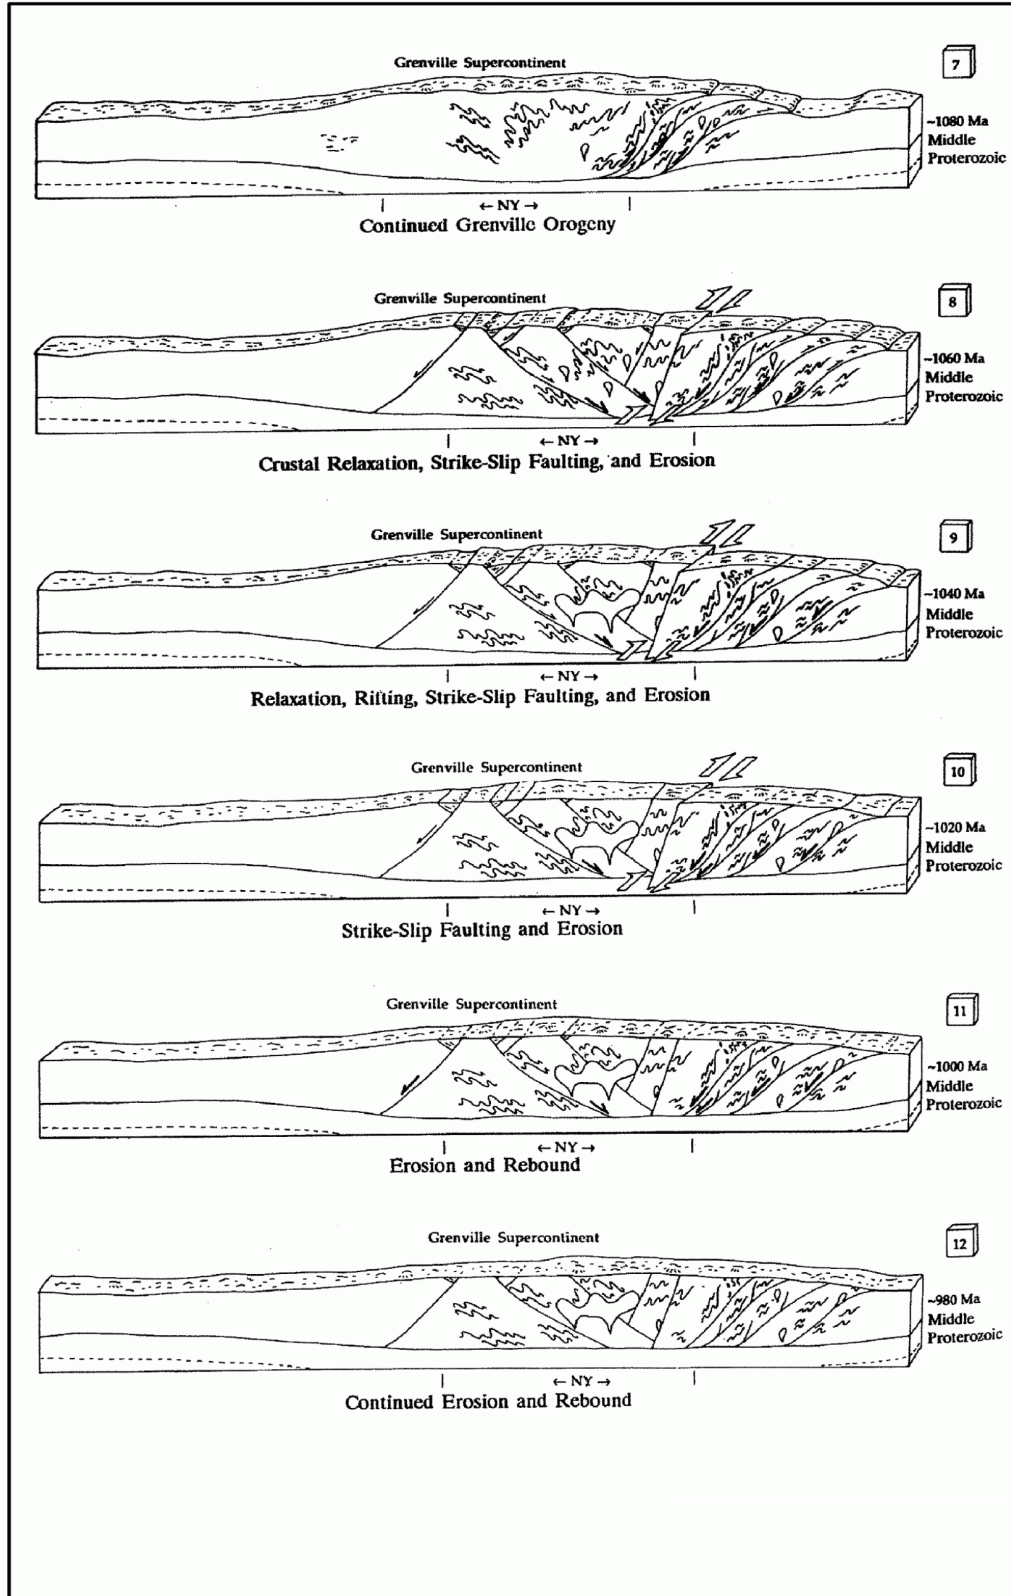 Grenville Supercontinent
7
~1080 Ma
Middle
Proterozoic
← NY →
Continued Grenville Orogeny
Grenville Supercontinent
8
~1060 Ma
Middle
Proterozoic
← NY →
Crustal Relaxation, Strike-Slip Faulting, and Erosion
Grenville Supercontinent
9
~1040 Ma
Middle
Proterozoic
← NY →
Relaxation, Rifting, Strike-Slip Faulting, and Erosion
Grenville Supercontinent
10
~1020 Ma
Middle
Proterozoic
← NY →
Strike-Slip Faulting and Erosion
Grenville Supercontinent
11
~1000 Ma
Middle
Proterozoic
← NY →
Erosion and Rebound
Grenville Supercontinent
12
~980 Ma
Middle
Proterozoic
← NY →
Continued Erosion and Rebound